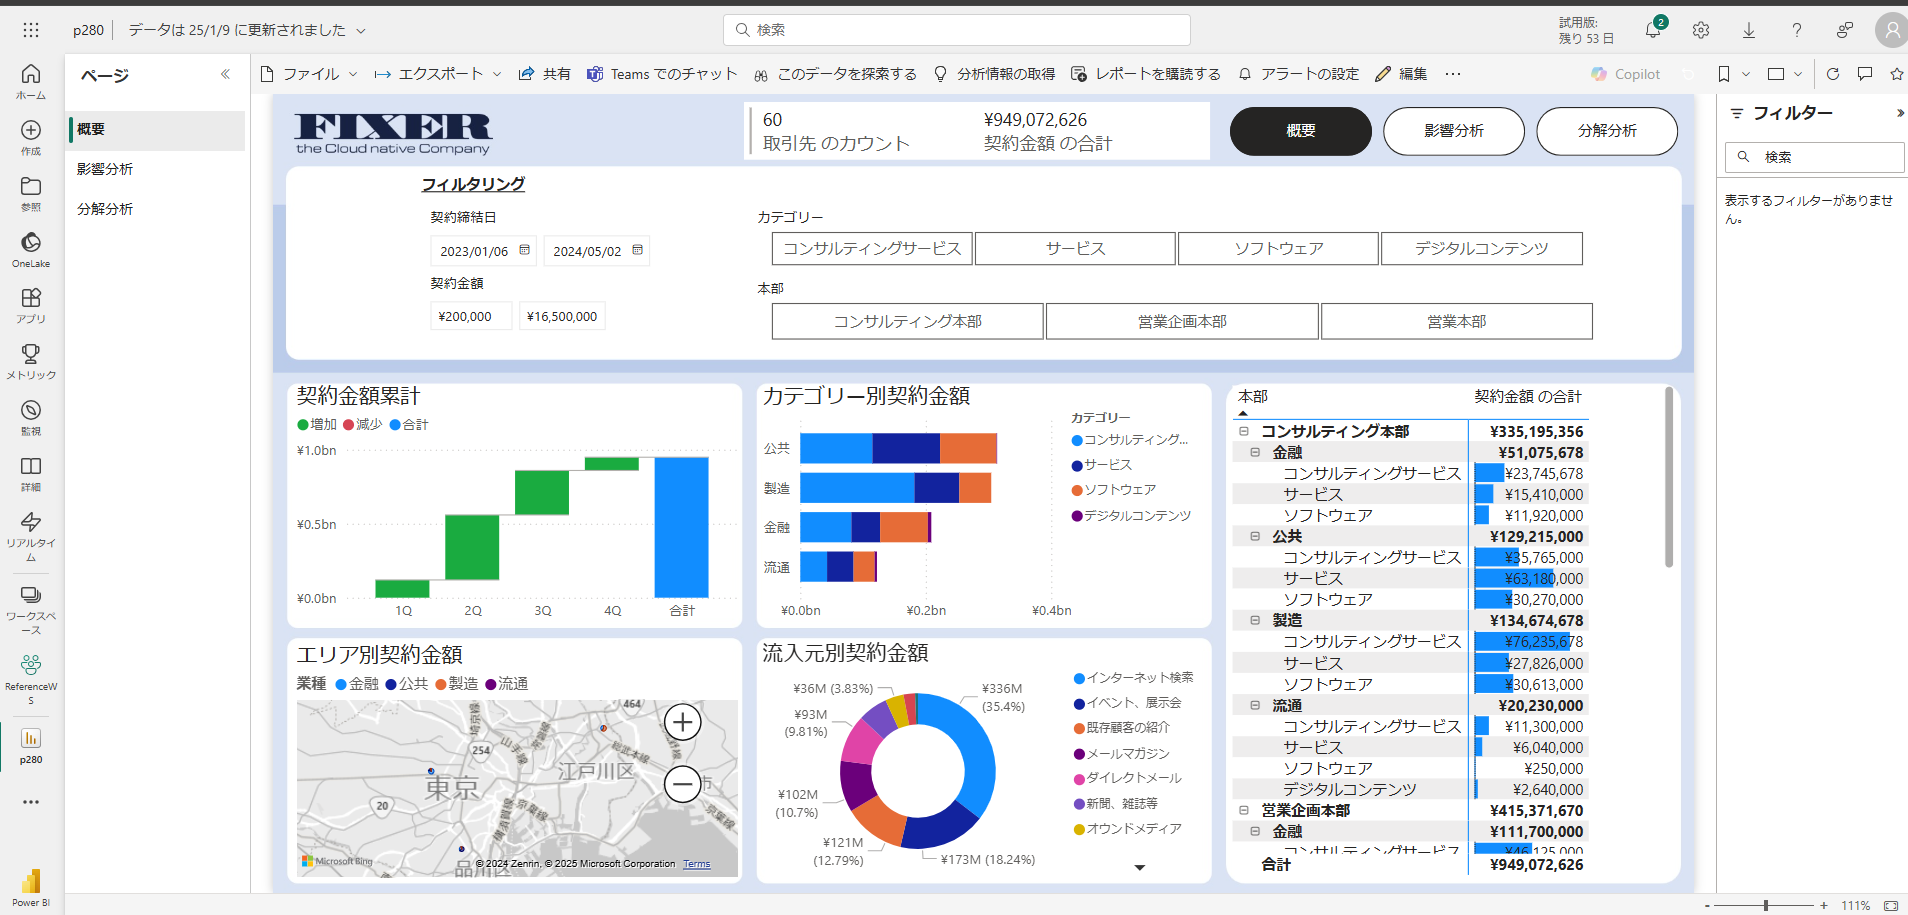 p280
データは 25/1/9 に更新されました
検索
試用版:
残り 53 日
2
ホーム
作成
参照
OneLake
アプリ
メトリック
監視
詳細
リアルタイ
ム
ワークスペ
ース
ReferenceW
S
p280
Power BI
ページ
概要
影響分析
分解分析
ファイル
エクスポート
共有
Teams でのチャット
このデータを探索する
分析情報の取得
レポートを購読する
アラートの設定
編集
Copilot
FIXER
the Cloud native Company
60
取引先 のカウント
¥949,072,626
契約金額 の合計
概要
影響分析
分解分析
フィルタリング
契約締結日
2023/01/06
2024/05/02
契約金額
¥200,000
¥16,500,000
カテゴリー
コンサルティングサービス
サービス
ソフトウェア
デジタルコンテンツ
本部
コンサルティング本部
営業企画本部
営業本部
契約金額累計
増加 減少 合計
¥1.0bn
¥0.5bn
¥0.0bn
1Q
2Q
3Q
4Q
合計
カテゴリー別契約金額
公共
製造
金融
流通
¥0.0bn
¥0.2bn
¥0.4bn
カテゴリー
コンサルティング...
サービス
ソフトウェア
デジタルコンテンツ
エリア別契約金額
業種 金融 公共 製造 流通
464
254
20
埼京線
山手線
京葉線
総武本線
江戸川区
東京
市
横須賀線
京葉線
品川区
Microsoft Bing
© 2024 Zenrin, © 2025 Microsoft Corporation Terms
流入元別契約金額
¥336M
(35.4%)
¥173M (18.24%)
¥121M
(12.79%)
¥102M
(10.7%)
¥93M
(9.81%)
¥36M (3.83%)
インターネット検索
イベント、展示会
既存顧客の紹介
メールマガジン
ダイレクトメール
新聞、雑誌等
オウンドメディア
本部 契約金額 の合計
コンサルティング本部 ¥335,195,356
金融 ¥51,075,678
コンサルティングサービス ¥23,745,678
サービス ¥15,410,000
ソフトウェア ¥11,920,000
公共 ¥129,215,000
コンサルティングサービス ¥35,765,000
サービス ¥63,180,000
ソフトウェア ¥30,270,000
製造 ¥134,674,678
コンサルティングサービス ¥76,235,678
サービス ¥27,826,000
ソフトウェア ¥30,613,000
流通 ¥20,230,000
コンサルティングサービス ¥11,300,000
サービス ¥6,040,000
ソフトウェア ¥250,000
デジタルコンテンツ ¥2,640,000
営業企画本部 ¥415,371,670
金融 ¥111,700,000
コンサルティングサービス ¥46,125,000
合計 ¥949,072,626
フィルター
検索
表示するフィルターがありませ
ん。
- + 111%